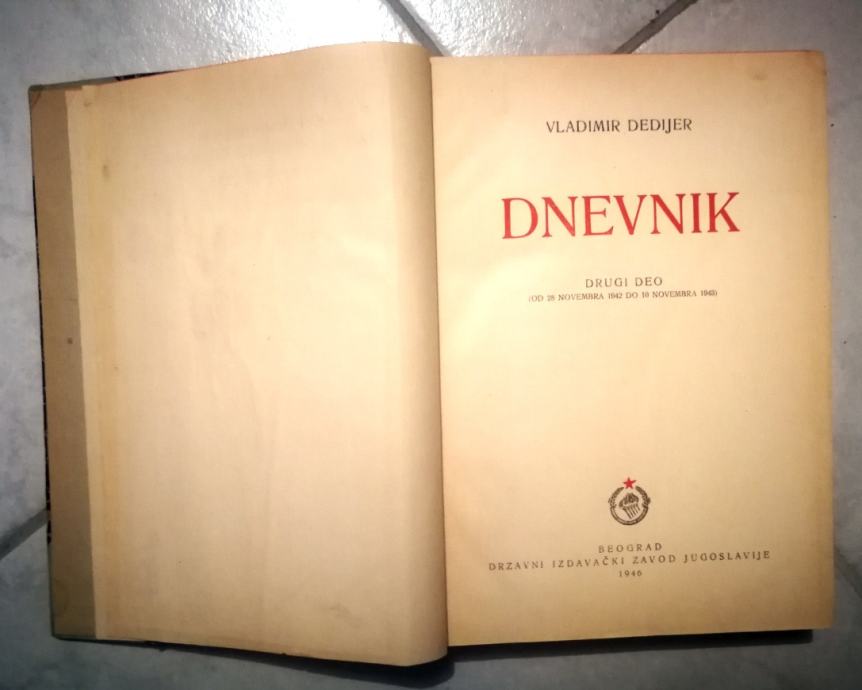 VLADIMIR DEDIJER
DNEVNIK
DRUGI DEO
(OD 28 NOVEMBRA 1942 DO 10 NOVEMBRA 1943)
BEOGRAD
DRZAVNI IZDAVAČKI ZAVOD JUGOSLAVIJE
1946